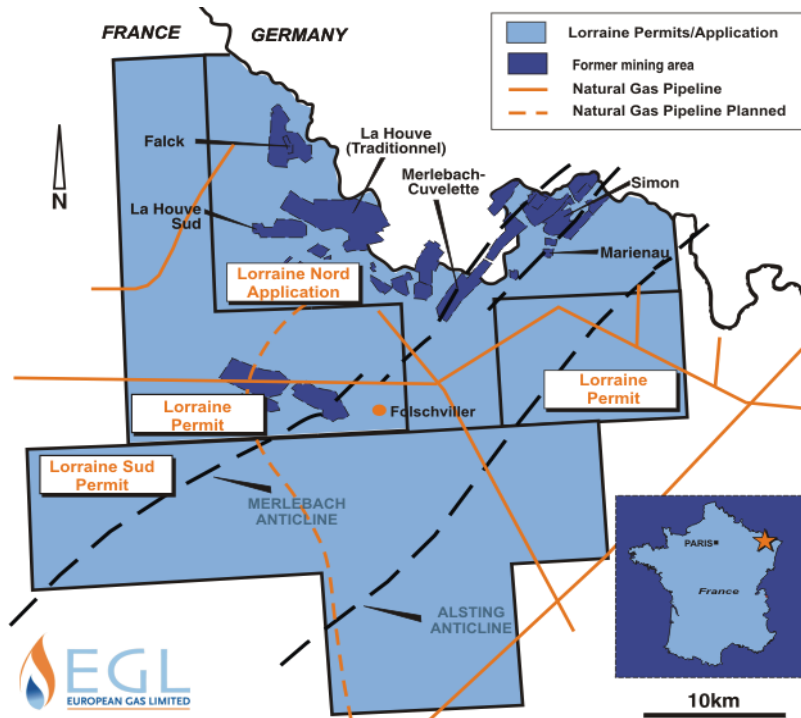 FRANCE
GERMANY
Lorraine Permits/Application
Former mining area
Natural Gas Pipeline
Natural Gas Pipeline Planned
N
Falck
La Houve
(Traditionnel)
Merlebach-
Cuvelette
Simon
La Houve
Sud
Marienau
Lorraine Nord
Application
Lorraine
Permit
Folschviller
Lorraine
Permit
Lorraine Sud
Permit
MERLEBACH
ANTICLINE
ALSTING
ANTICLINE
PARIS
France
EGL
EUROPEAN GAS LIMITED
10km